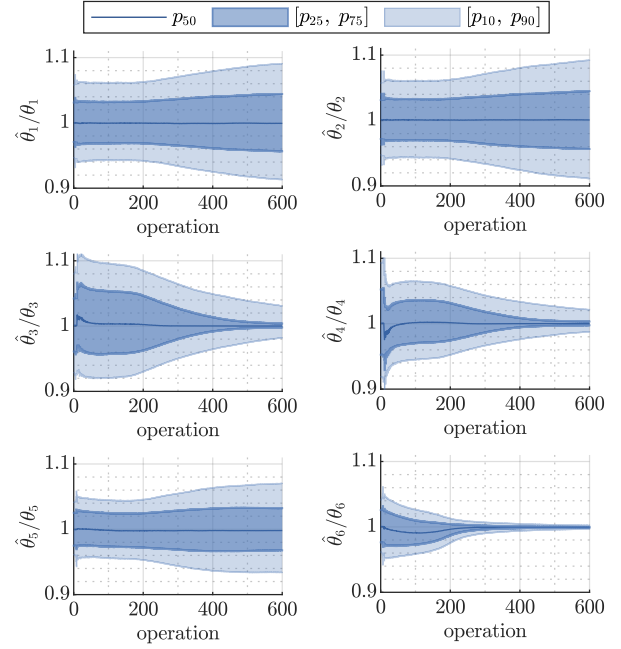 p₅₀ [p₂₅, p₇₅] [p₁₀, p₉₀]
1.1
1
0.9
θ̂₁/θ₁
0 200 400 600
operation
1.1
1
0.9
θ̂₂/θ₂
0 200 400 600
operation
1.1
1
0.9
θ̂₃/θ₃
0 200 400 600
operation
1.1
1
0.9
θ̂₄/θ₄
0 200 400 600
operation
1.1
1
0.9
θ̂₅/θ₅
0 200 400 600
operation
1.1
1
0.9
θ̂₆/θ₆
0 200 400 600
operation